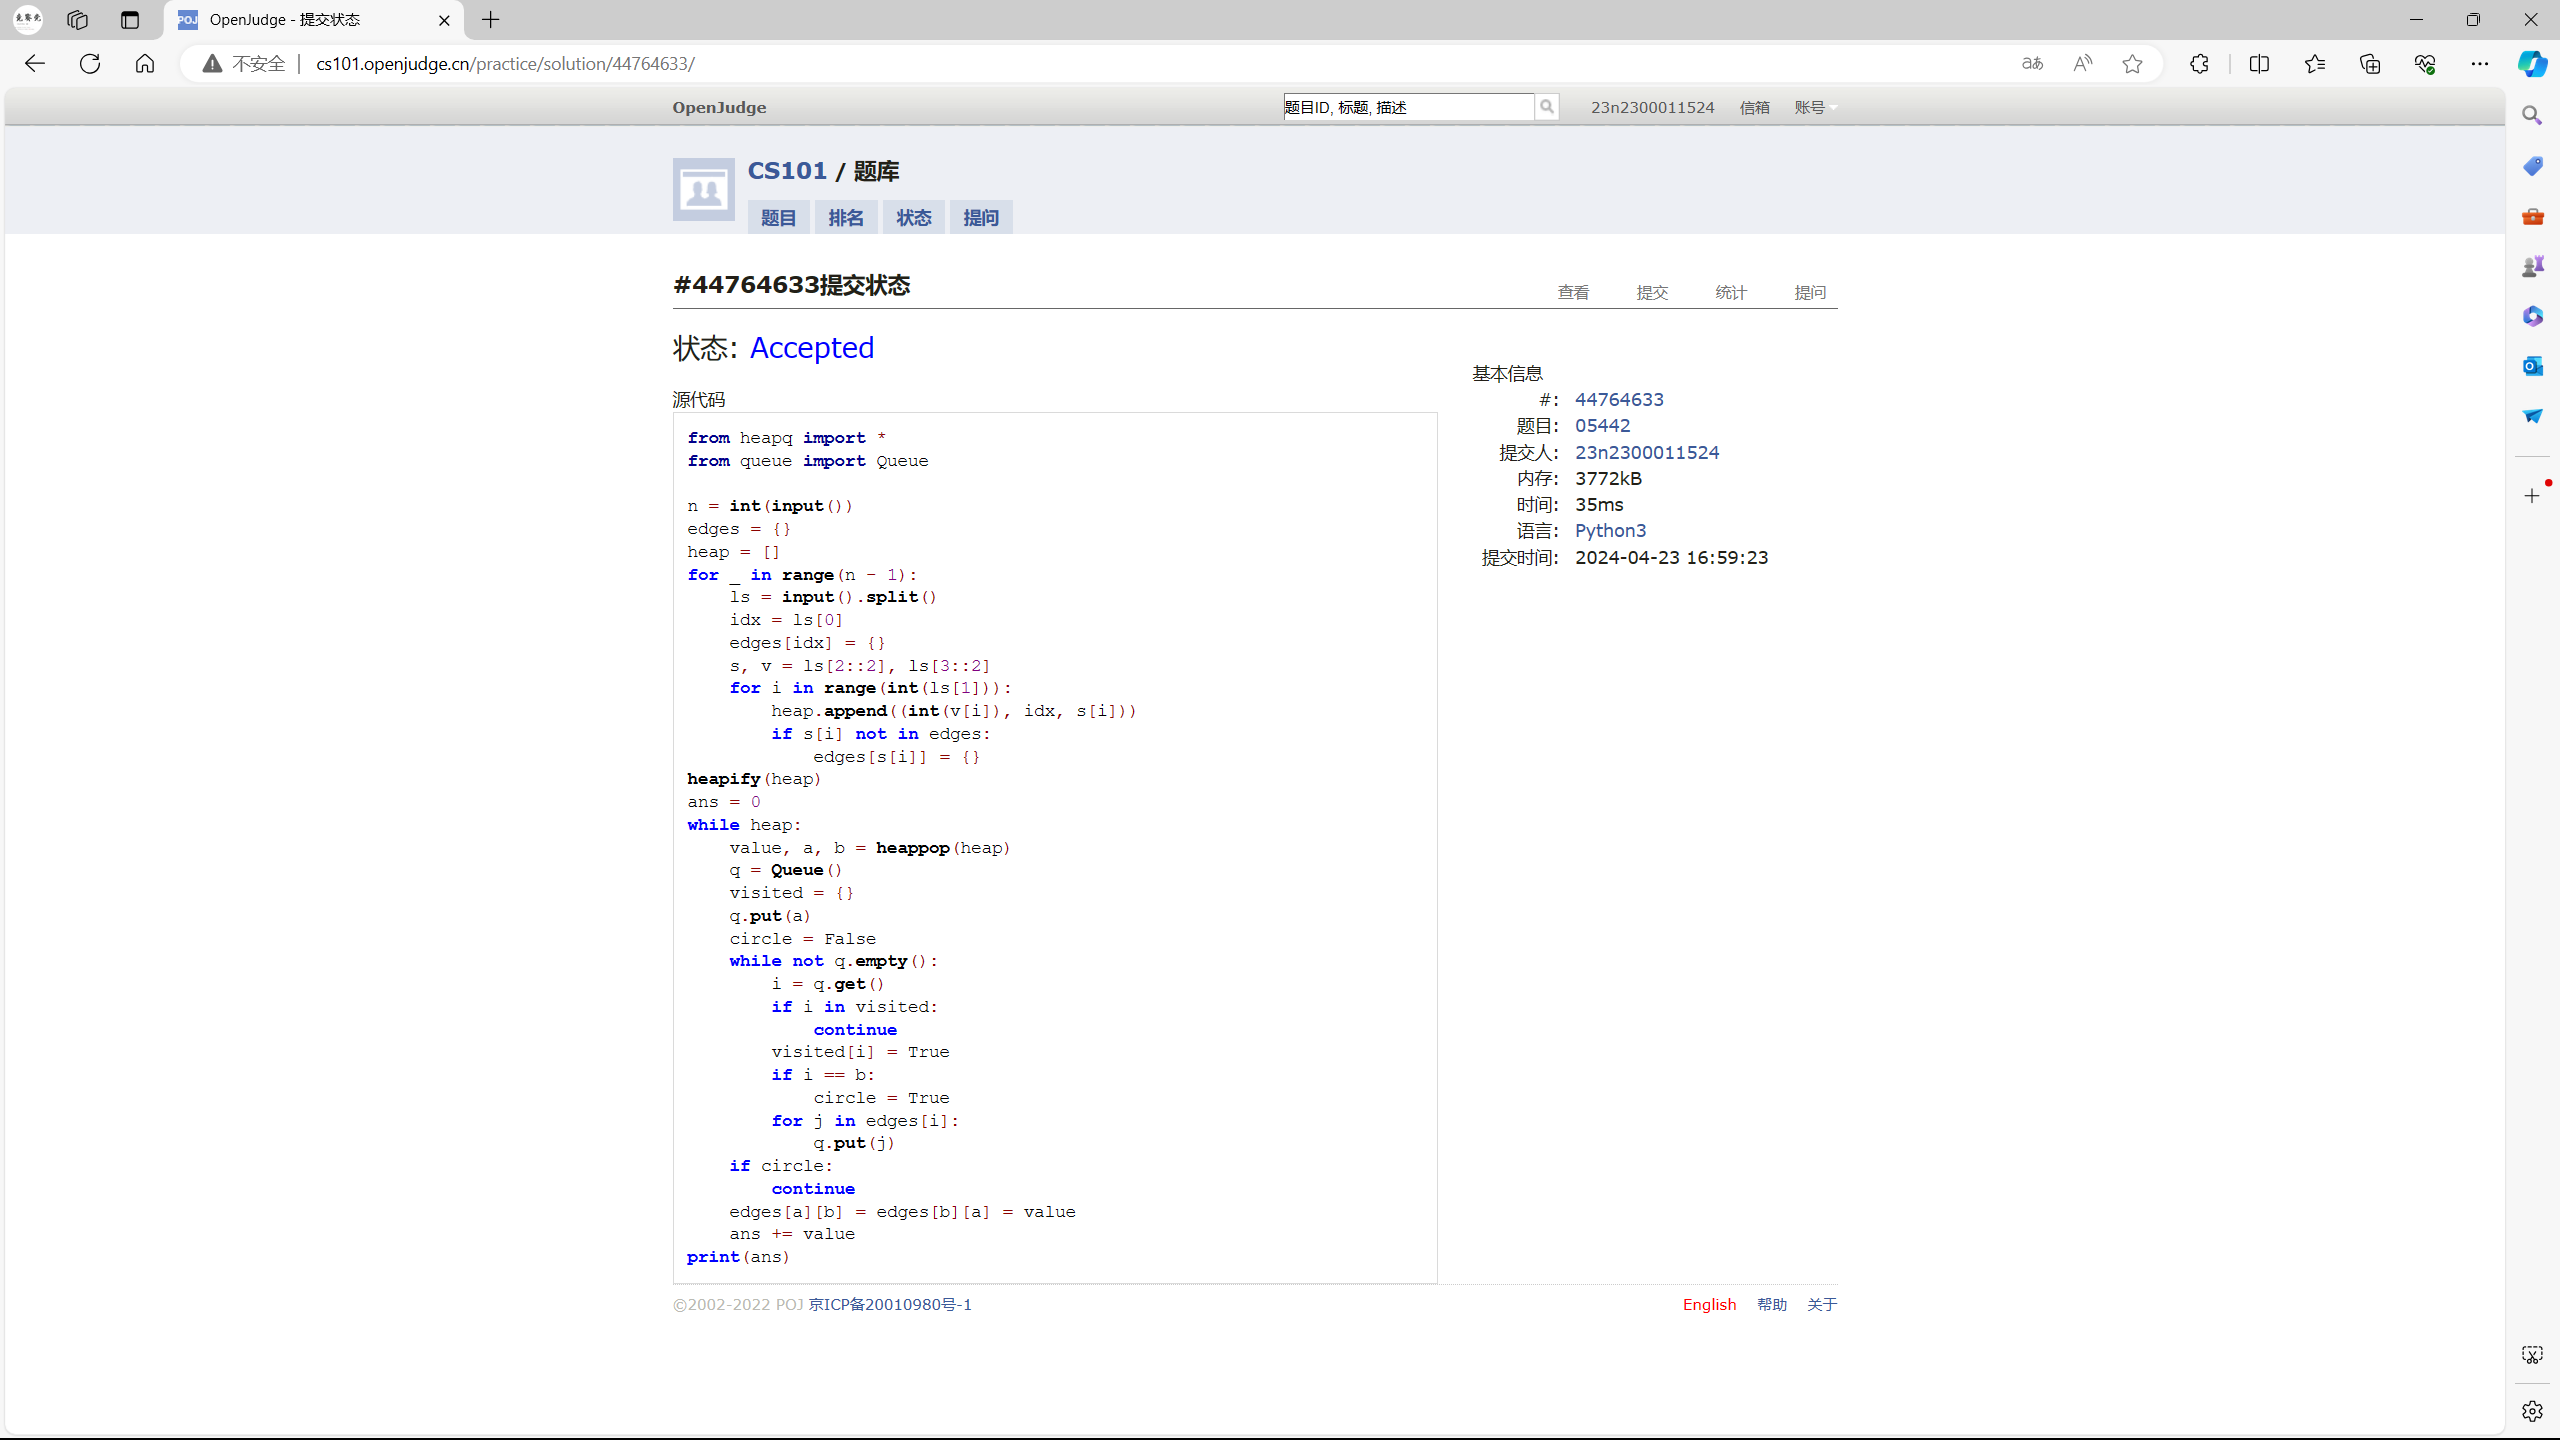 OpenJudge - 提交状态
不安全
cs101.openjudge.cn/practice/solution/44764633/
OpenJudge
题目ID, 标题, 描述
23n2300011524
信箱
账号
CS101 / 题库
题目
排名
状态
提问
#44764633提交状态
查看
提交
统计
提问
状态: Accepted
源代码
from heapq import *
from queue import Queue
n = int(input())
edges = {}
heap = []
for _ in range(n - 1):
    ls = input().split()
    idx = ls[0]
    edges[idx] = {}
    s, v = ls[2::2], ls[3::2]
    for i in range(int(ls[1])):
        heap.append((int(v[i]), idx, s[i]))
        if s[i] not in edges:
            edges[s[i]] = {}
heapify(heap)
ans = 0
while heap:
    value, a, b = heappop(heap)
    q = Queue()
    visited = {}
    q.put(a)
    circle = False
    while not q.empty():
        i = q.get()
        if i in visited:
            continue
        visited[i] = True
        if i == b:
            circle = True
        for j in edges[i]:
            q.put(j)
    if circle:
        continue
    edges[a][b] = edges[b][a] = value
    ans += value
print(ans)
基本信息
#: 44764633
题目: 05442
提交人: 23n2300011524
内存: 3772kB
时间: 35ms
语言: Python3
提交时间: 2024-04-23 16:59:23
©2002-2022 POJ 京ICP备20010980号-1
English
帮助
关于